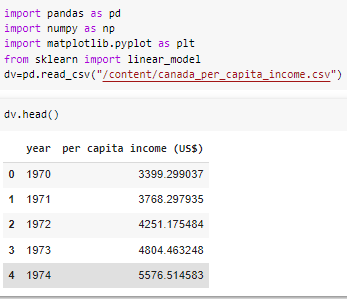 import pandas as pd
import numpy as np
import matplotlib.pyplot as plt
from sklearn import linear_model
dv=pd.read_csv("/content/canada_per_capita_income.csv")
dv.head()
year per capita income (US$)
0 1970 3399.299037
1 1971 3768.297935
2 1972 4251.175484
3 1973 4804.463248
4 1974 5576.514583